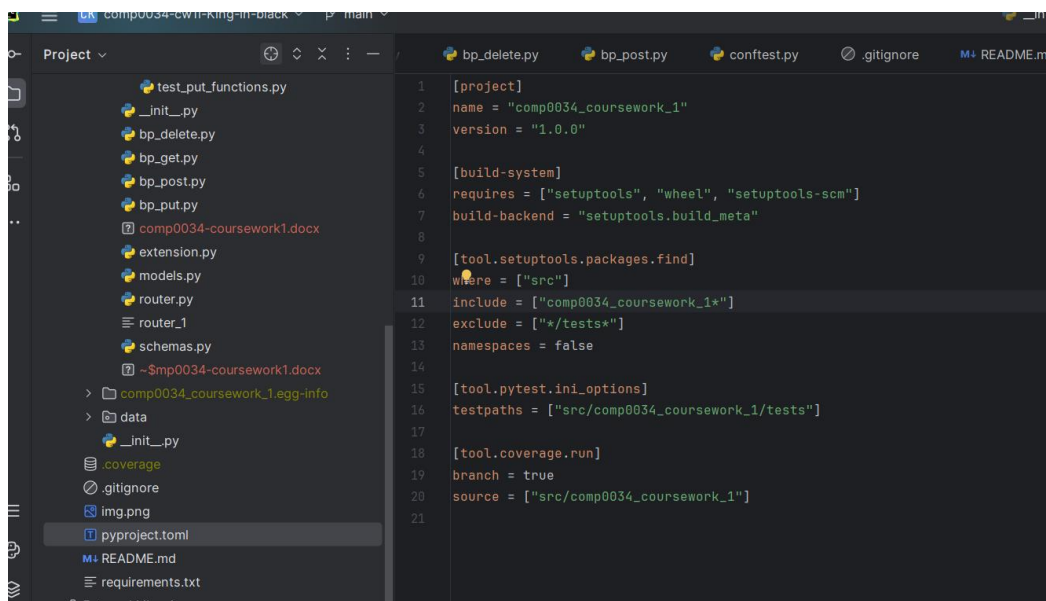 CK comp0034-cw1i-King-in-black main
Project
bp_delete.py bp_post.py conftest.py .gitignore M↓ README.m
test_put_functions.py
__init__.py
bp_delete.py
bp_get.py
bp_post.py
bp_put.py
comp0034-coursework1.docx
extension.py
models.py
router.py
router_1
schemas.py
~$mp0034-coursework1.docx
comp0034_coursework_1.egg-info
data
__init__.py
.coverage
.gitignore
img.png
pyproject.toml
M↓ README.md
requirements.txt
1 [project]
2 name = "comp0034_coursework_1"
3 version = "1.0.0"
4
5 [build-system]
6 requires = ["setuptools", "wheel", "setuptools-scm"]
7 build-backend = "setuptools.build_meta"
8
9 [tool.setuptools.packages.find]
10 where = ["src"]
11 include = ["comp0034_coursework_1*"]
12 exclude = ["*/tests*"]
13 namespaces = false
14
15 [tool.pytest.ini_options]
16 testpaths = ["src/comp0034_coursework_1/tests"]
17
18 [tool.coverage.run]
19 branch = true
20 source = ["src/comp0034_coursework_1"]
21